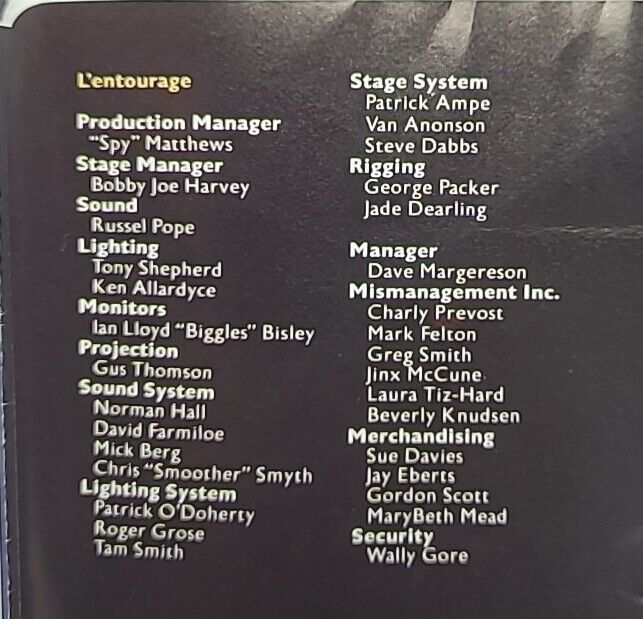 L'entourage
Production Manager
"Spy" Matthews
Stage Manager
Bobby Joe Harvey
Sound
Russel Pope
Lighting
Tony Shepherd
Ken Allardyce
Monitors
Ian Lloyd "Biggles" Bisley
Projection
Gus Thomson
Sound System
Norman Hall
David Farmiloe
Mick Berg
Chris "Smoother" Smyth
Lighting System
Patrick O'Doherty
Roger Grose
Tam Smith
Stage System
Patrick Ampe
Van Anonson
Steve Dabbs
Rigging
George Packer
Jade Dearling
Manager
Dave Margereson
Mismanagement Inc.
Charly Prevost
Mark Felton
Greg Smith
Jinx McCune
Laura Tiz-Hard
Beverly Knudsen
Merchandising
Sue Davies
Jay Eberts
Gordon Scott
MaryBeth Mead
Security
Wally Gore